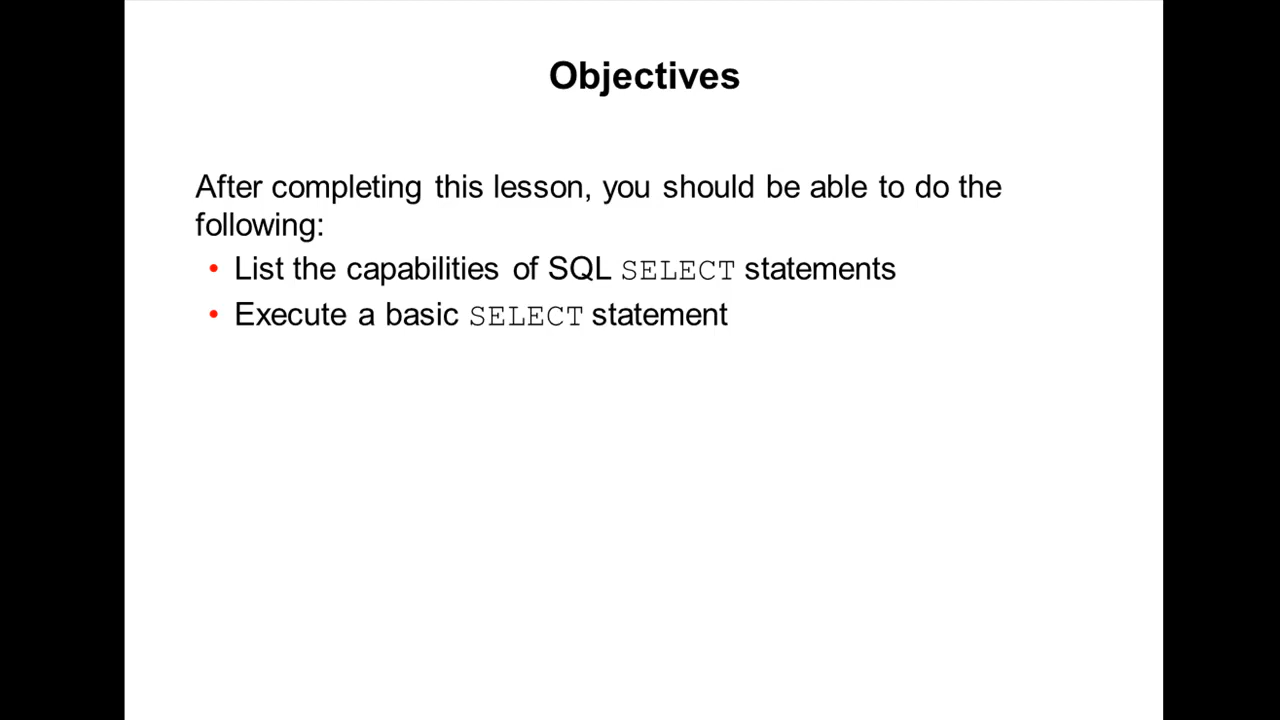 Objectives
After completing this lesson, you should be able to do the
following:
• List the capabilities of SQL SELECT statements
• Execute a basic SELECT statement